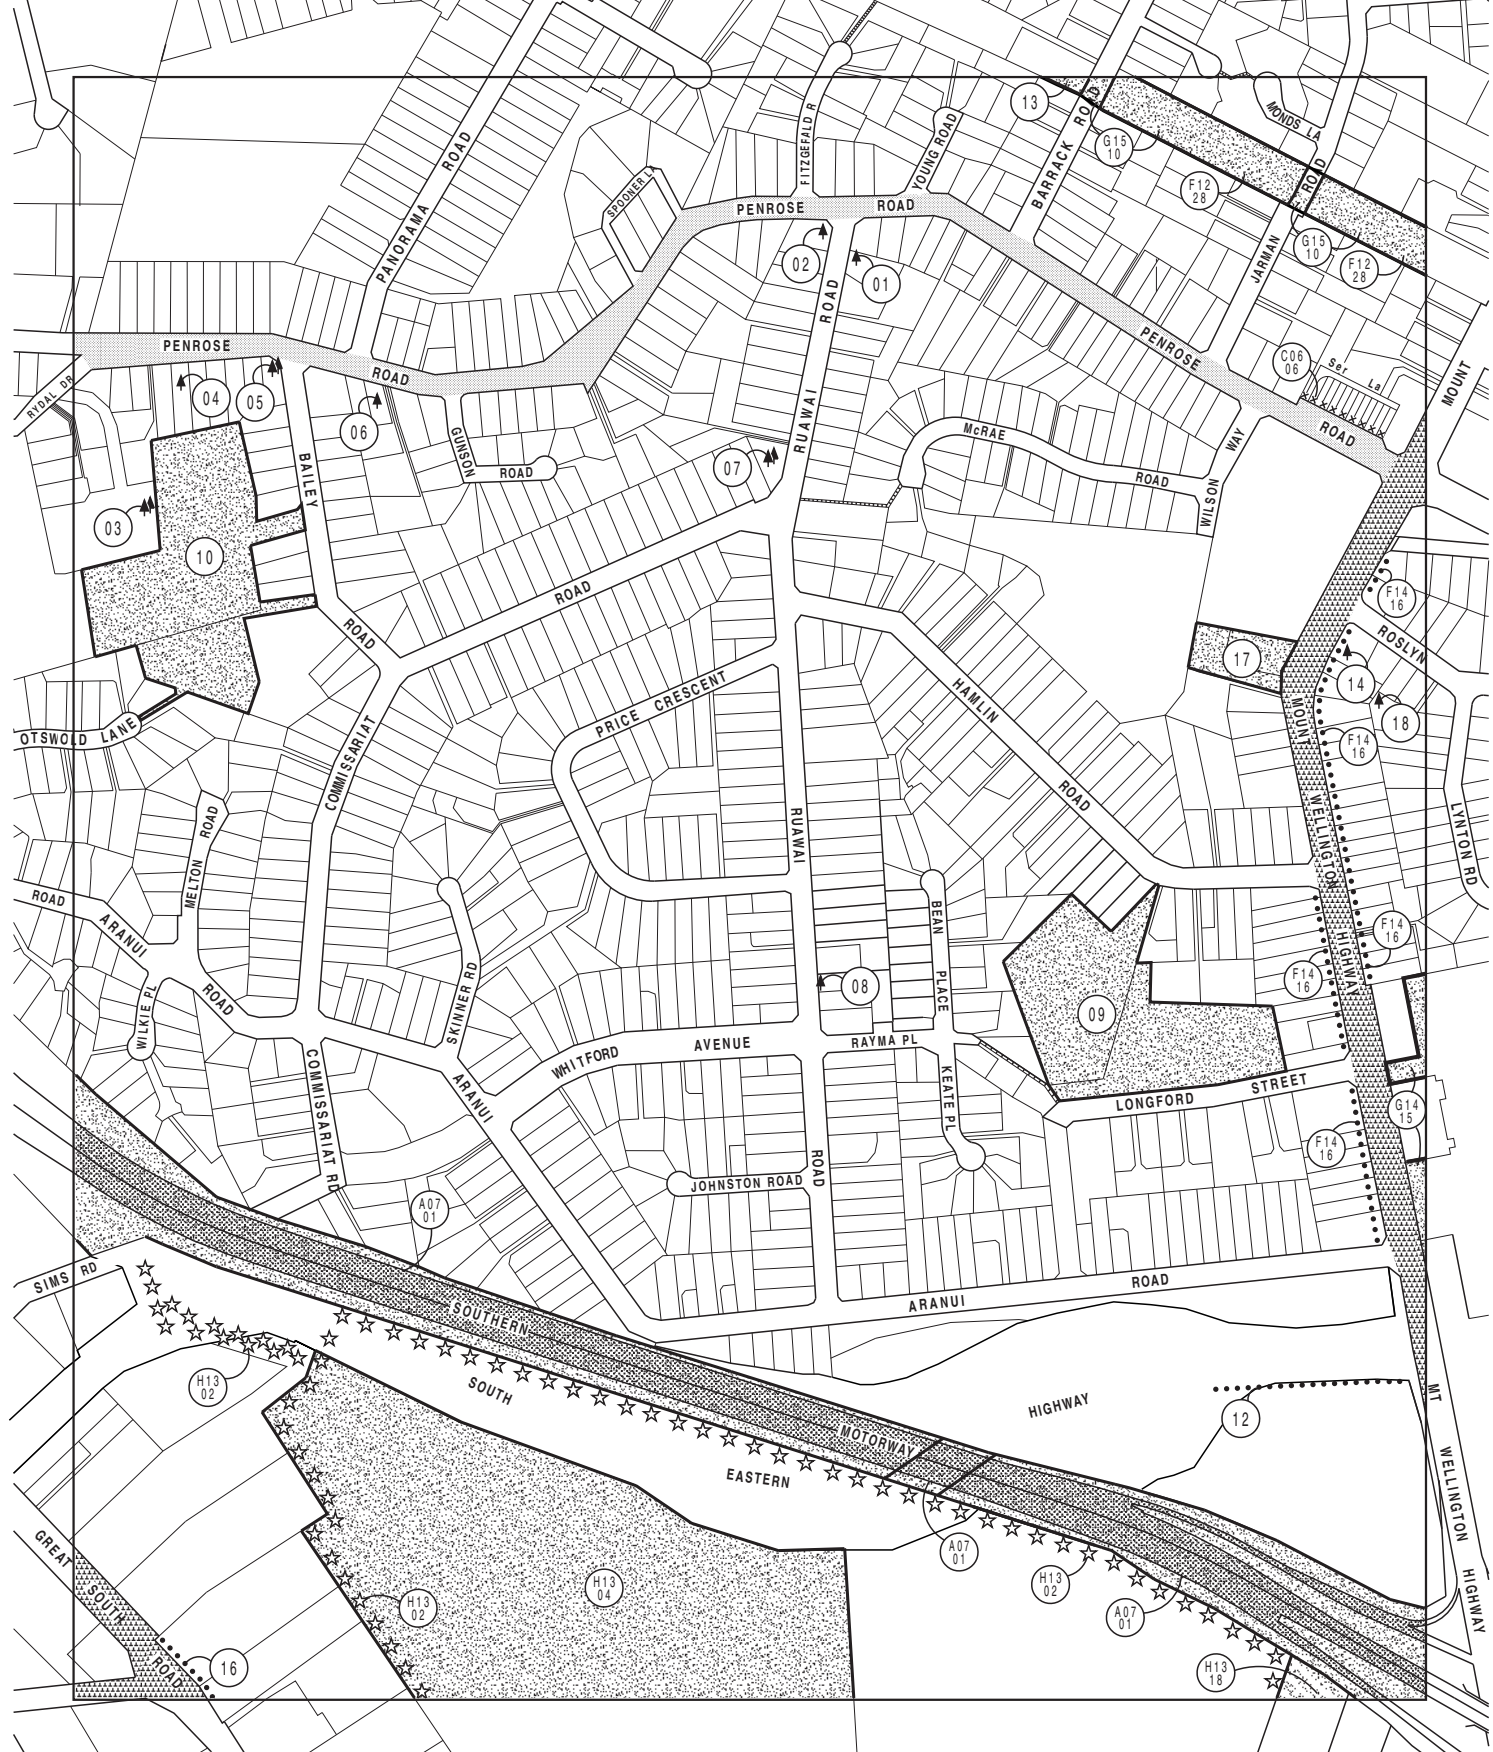 13
G15
10
F12
28
G15
10
F12
28
MONDS LA
BARRACK ROAD
JARMAN ROAD
YOUNG ROAD
FITZGEFALD R
SPOONER LA
PANORAMA ROAD
PENROSE ROAD
02
01
PENROSE
ROAD
RYDAL DR
04
05
06
BAILEY
ROAD
GUNSON
ROAD
07
RUAWAI ROAD
McRAE
ROAD
WILSON WAY
PENROSE
ROAD
C06
06
Ser La
MOUNT
03
10
ROAD
F14
16
ROSLYN
17
14
18
F14
16
LYNTON RD
MOUNT
WELLINGTON
HIGHWAY
HAMLIN
ROAD
PRICE CRESCENT
COMMISSARIAT
OTSWOLD LANE
MELTON ROAD
RUAWAI
ROAD
ARANUI
ROAD
WILKIE PL
SKINNER RD
BEAN
PLACE
08
09
F14
16
F14
16
WHITFORD
AVENUE
RAYMA PL
KEATE PL
LONGFORD
STREET
G14
15
F14
16
COMMISSARIAT RD
ARANUI
JOHNSTON ROAD
ROAD
A07
01
SIMS RD
ARANUI
ROAD
SOUTHERN
MOTORWAY
H13
02
SOUTH
EASTERN
HIGHWAY
12
MT
WELLINGTON
HIGHWAY
A07
01
H13
02
A07
01
H13
04
H13
02
GREAT
SOUTH
ROAD
16
H13
18